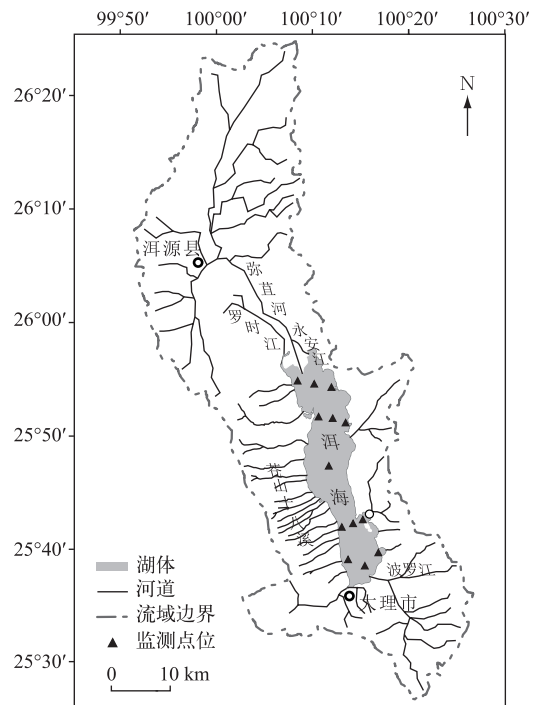 99°50′ 100°00′ 100°10′ 100°20′ 100°30′
N
26°20′
26°10′
洱源县
弥苴河
26°00′
罗时江
永安江
25°50′
洱海
苍山十八溪
25°40′
波罗江
湖体
河道
大理市
流域边界
监测点位
25°30′
0 10 km